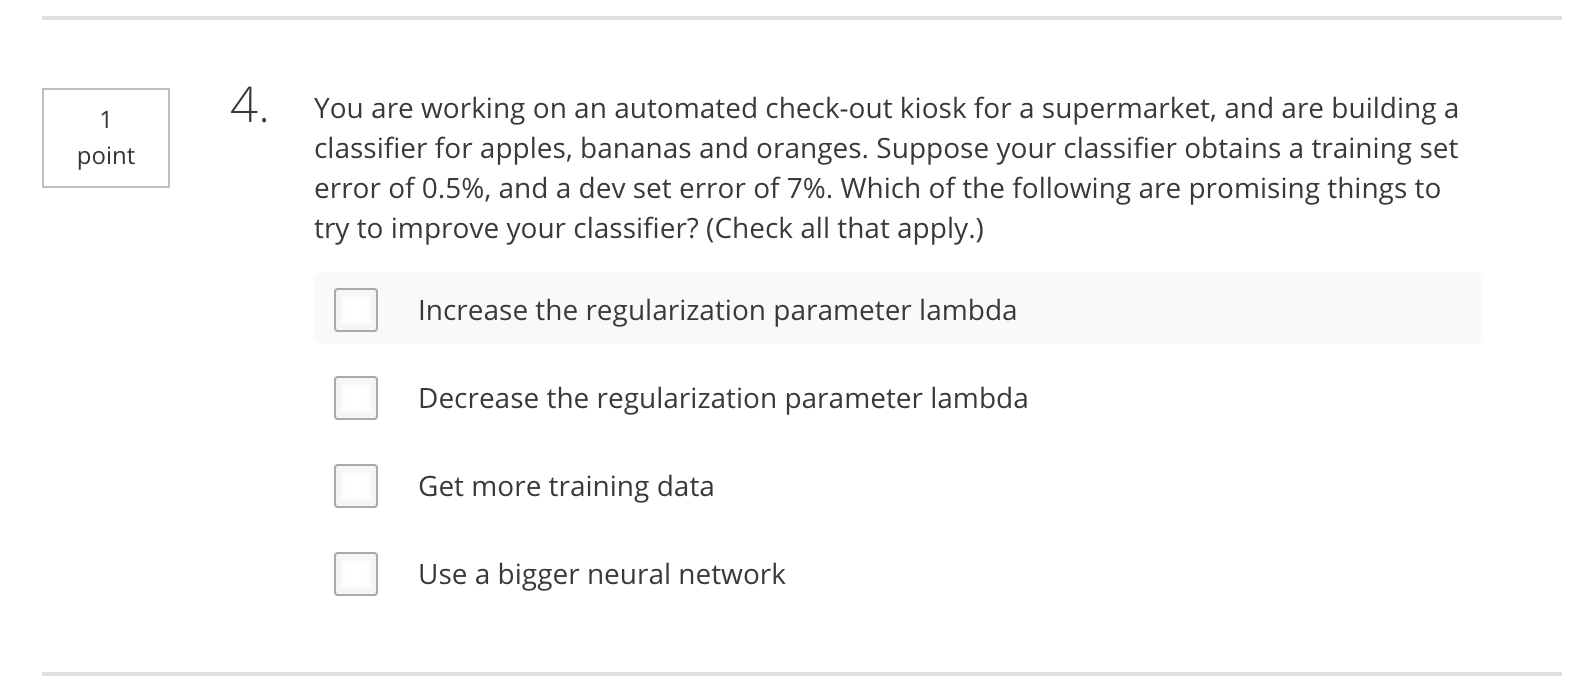 1
point
4.
You are working on an automated check-out kiosk for a supermarket, and are building a
classifier for apples, bananas and oranges. Suppose your classifier obtains a training set
error of 0.5%, and a dev set error of 7%. Which of the following are promising things to
try to improve your classifier? (Check all that apply.)
Increase the regularization parameter lambda
Decrease the regularization parameter lambda
Get more training data
Use a bigger neural network